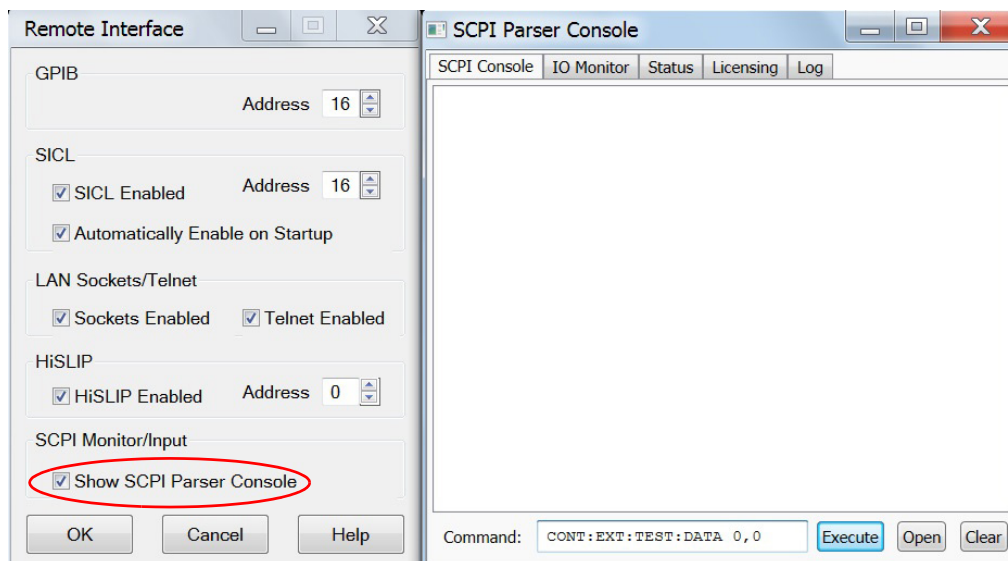 Remote Interface
GPIB
Address 16
SICL
SICL Enabled Address 16
Automatically Enable on Startup
LAN Sockets/Telnet
Sockets Enabled Telnet Enabled
HiSLIP
HiSLIP Enabled Address 0
SCPI Monitor/Input
Show SCPI Parser Console
OK Cancel Help
SCPI Parser Console
SCPI Console IO Monitor Status Licensing Log
Command: CONT:EXT:TEST:DATA 0,0 Execute Open Clear